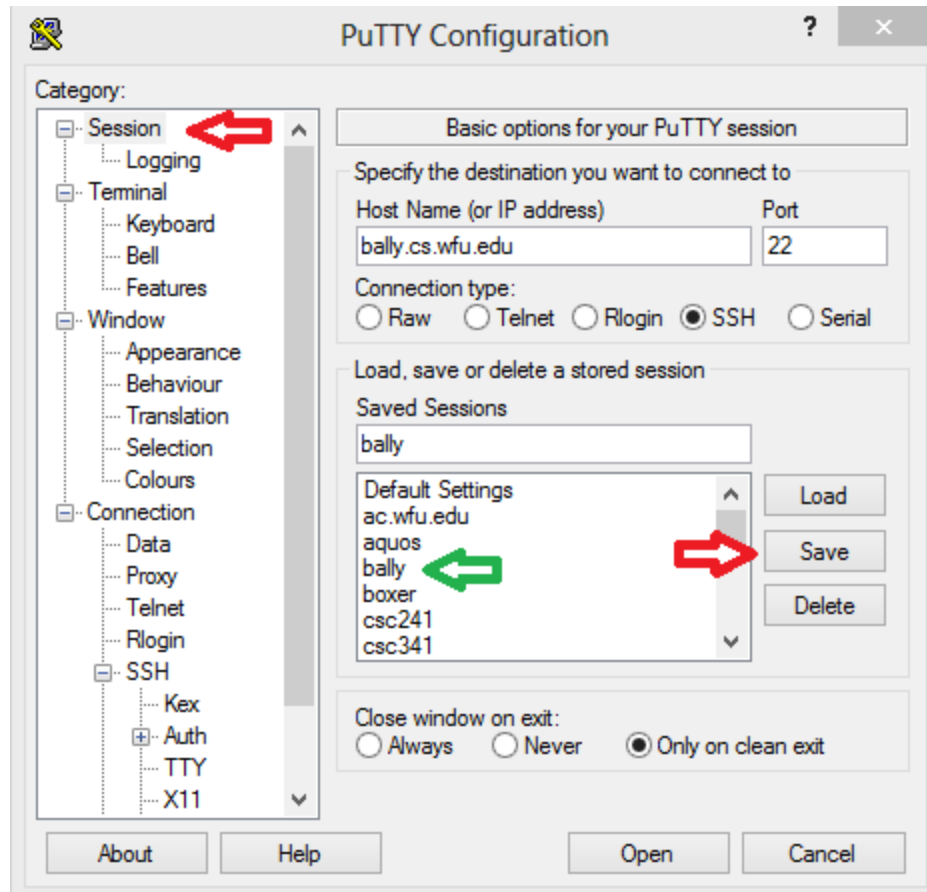 PuTTY Configuration
?
×
Category:
Session
Logging
Terminal
Keyboard
Bell
Features
Window
Appearance
Behaviour
Translation
Selection
Colours
Connection
Data
Proxy
Telnet
Rlogin
SSH
Kex
Auth
TTY
X11
Basic options for your PuTTY session
Specify the destination you want to connect to
Host Name (or IP address) Port
bally.cs.wfu.edu 22
Connection type:
Raw Telnet Rlogin SSH Serial
Load, save or delete a stored session
Saved Sessions
bally
Default Settings
ac.wfu.edu
aquos
bally
boxer
csc241
csc341
Load
Save
Delete
Close window on exit:
Always Never Only on clean exit
About Help Open Cancel